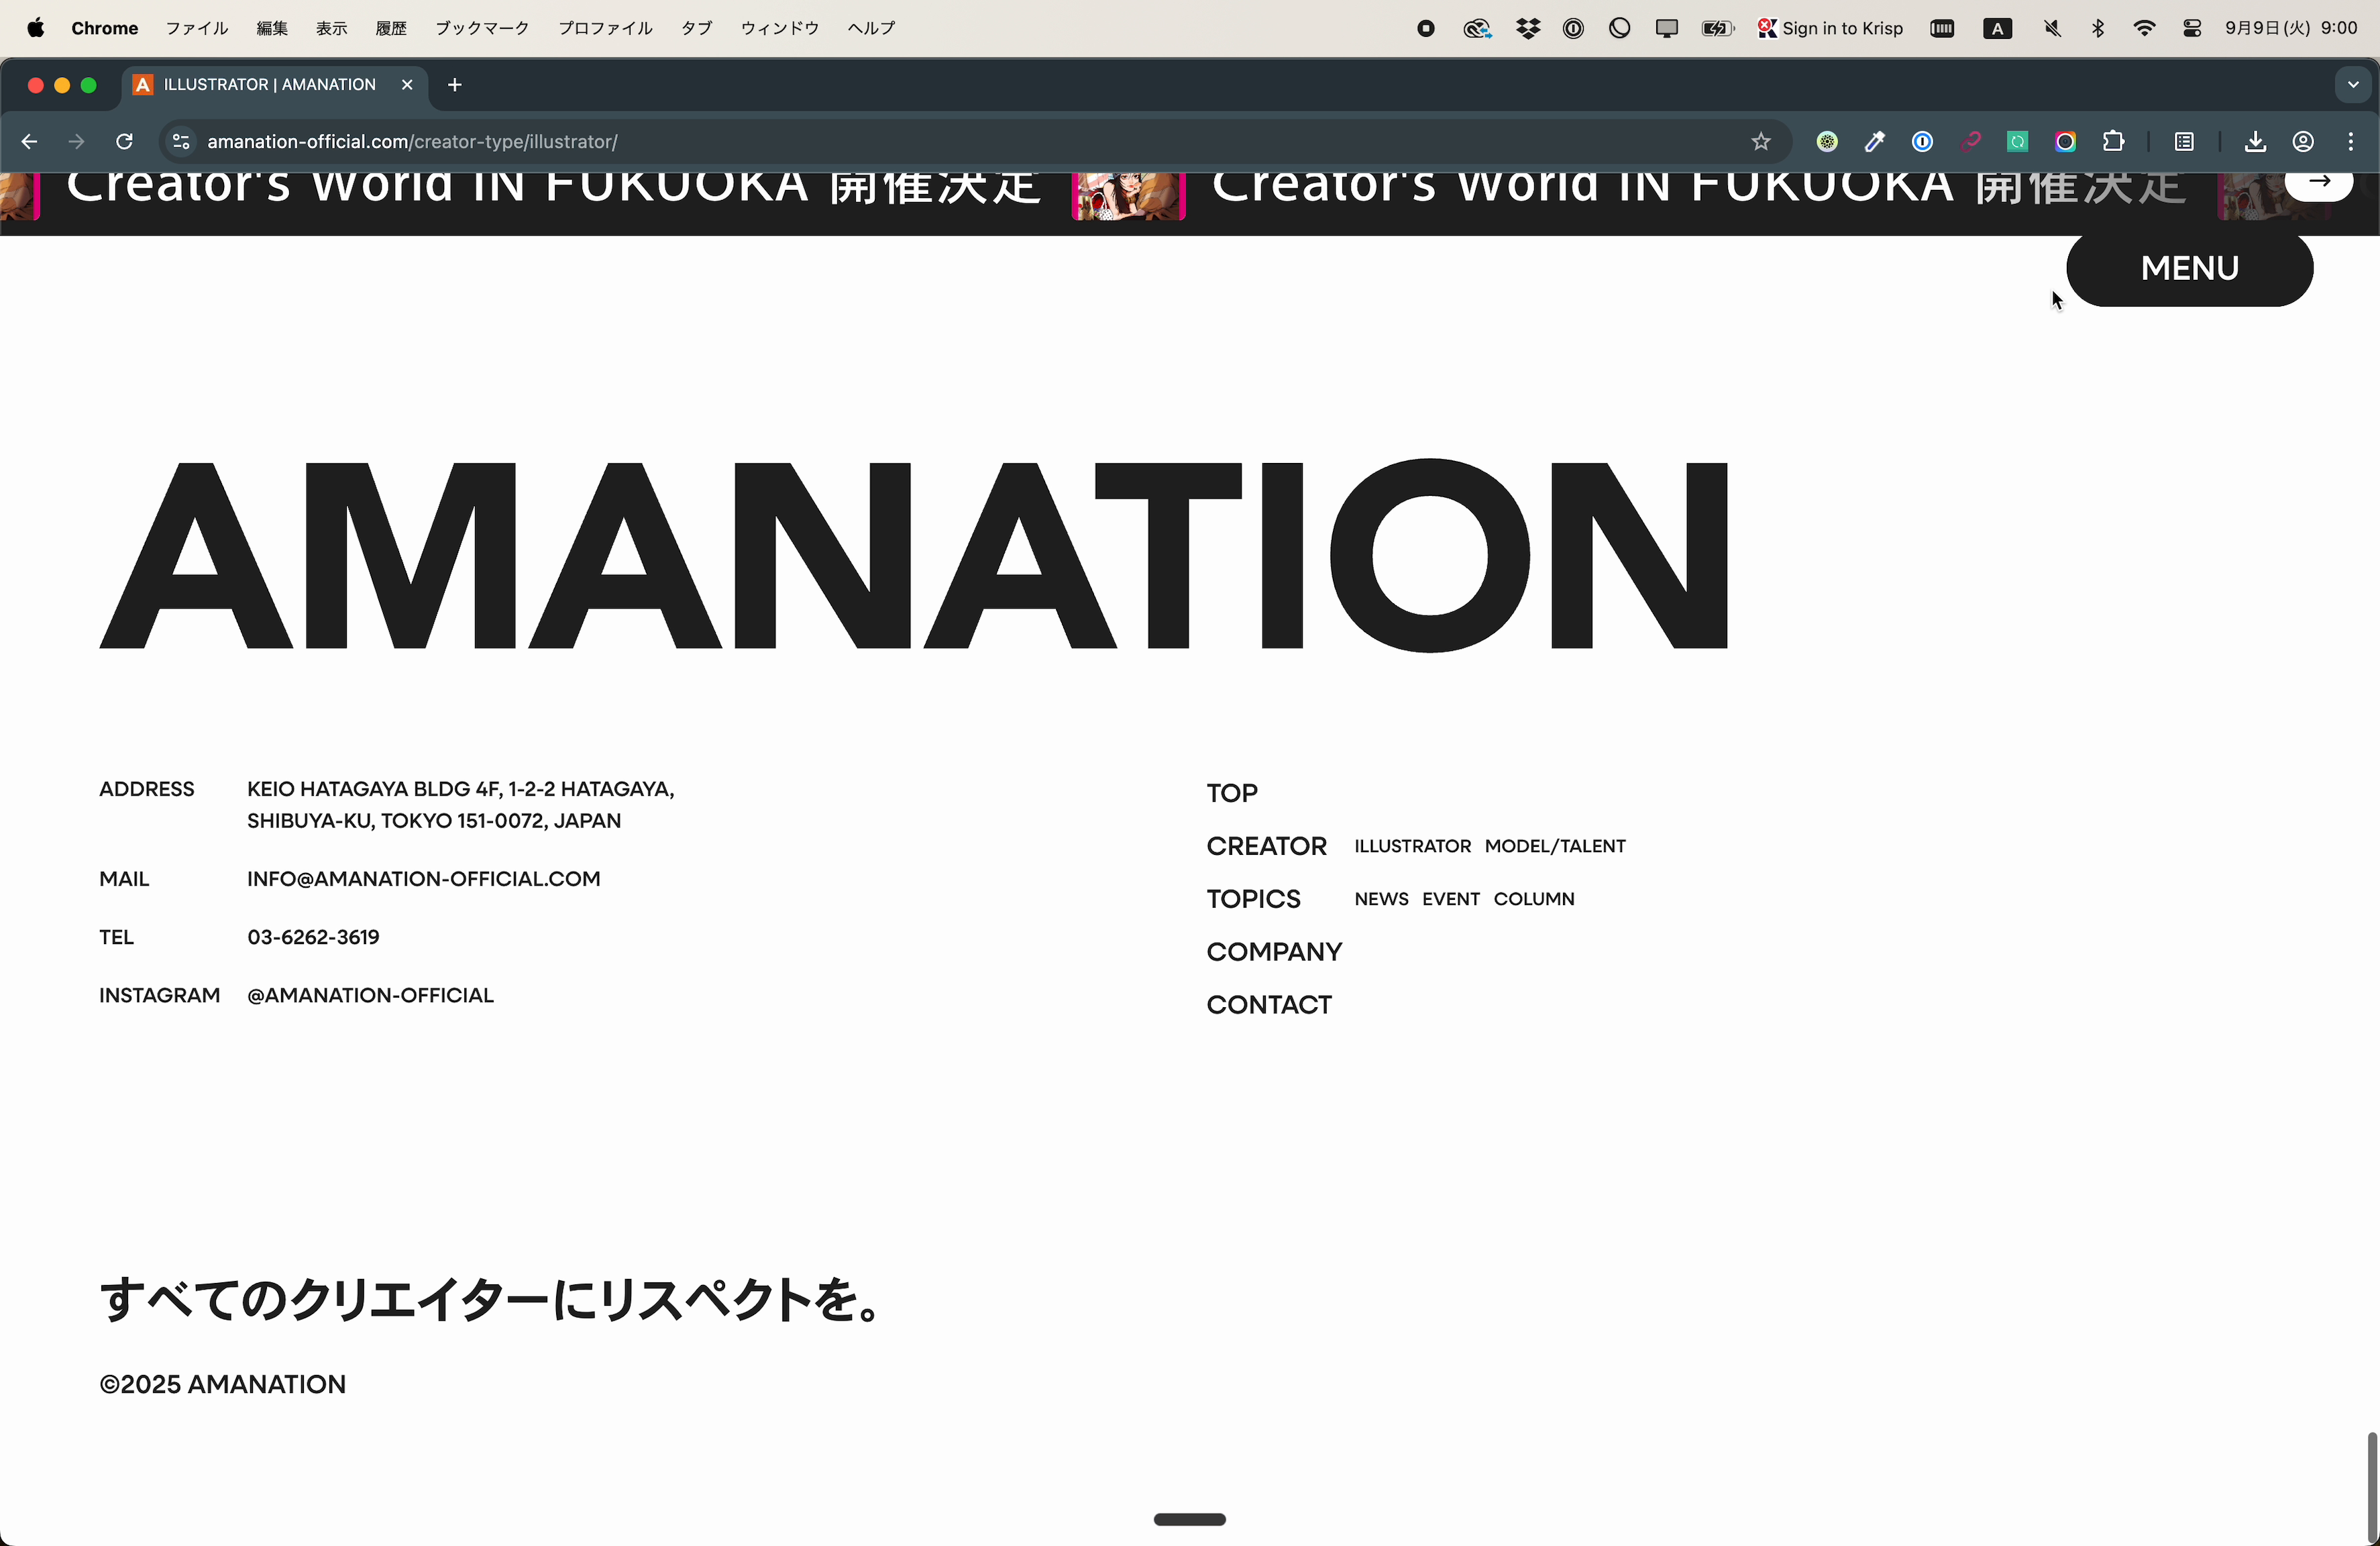 Chrome ファイル 編集 表示 履歴 ブックマーク プロファイル タブ ウィンドウ ヘルプ Sign in to Krisp A 9月9日(火) 9:00
A ILLUSTRATOR | AMANATION
amanation-official.com/creator-type/illustrator/
Creator's World IN FUKUOKA 開催決定 Creator's World IN FUKUOKA 開催決定
MENU
AMANATION
ADDRESS KEIO HATAGAYA BLDG 4F, 1-2-2 HATAGAYA,
SHIBUYA-KU, TOKYO 151-0072, JAPAN
MAIL INFO@AMANATION-OFFICIAL.COM
TEL 03-6262-3619
INSTAGRAM @AMANATION-OFFICIAL
TOP
CREATOR ILLUSTRATOR MODEL/TALENT
TOPICS NEWS EVENT COLUMN
COMPANY
CONTACT
すべてのクリエイターにリスペクトを。
©2025 AMANATION